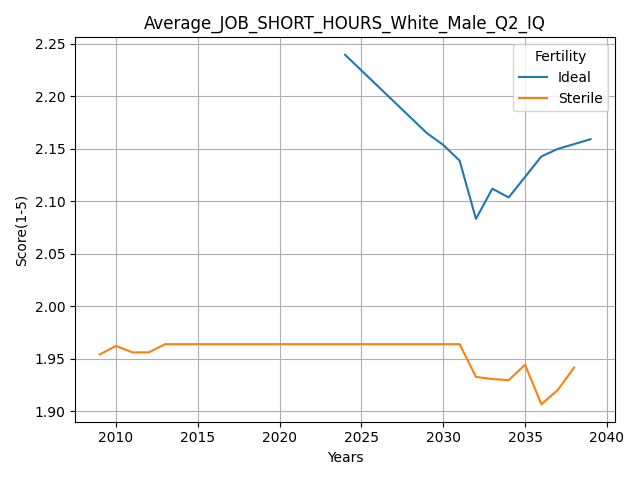 Average_JOB_SHORT_HOURS_White_Male_Q2_IQ
Fertility
Ideal
Sterile
Score(1-5)
2.25
2.20
2.15
2.10
2.05
2.00
1.95
1.90
2010 2015 2020 2025 2030 2035 2040
Years